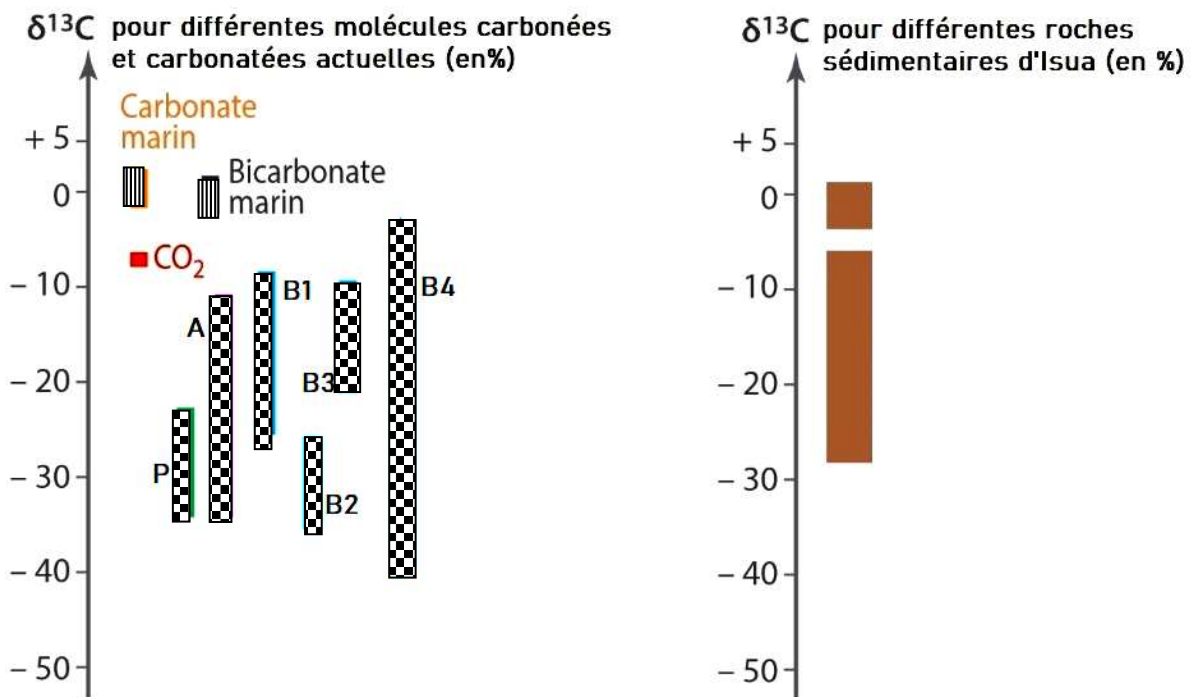 δ¹³C pour différentes molécules carbonées
et carbonatées actuelles (en%)
Carbonate
marin
+ 5
Bicarbonate
marin
0
CO₂
– 10
B1
B4
A
– 20
B3
– 30
P
B2
– 40
– 50
δ¹³C pour différentes roches
sédimentaires d'Isua (en %)
+ 5
0
– 10
– 20
– 30
– 40
– 50